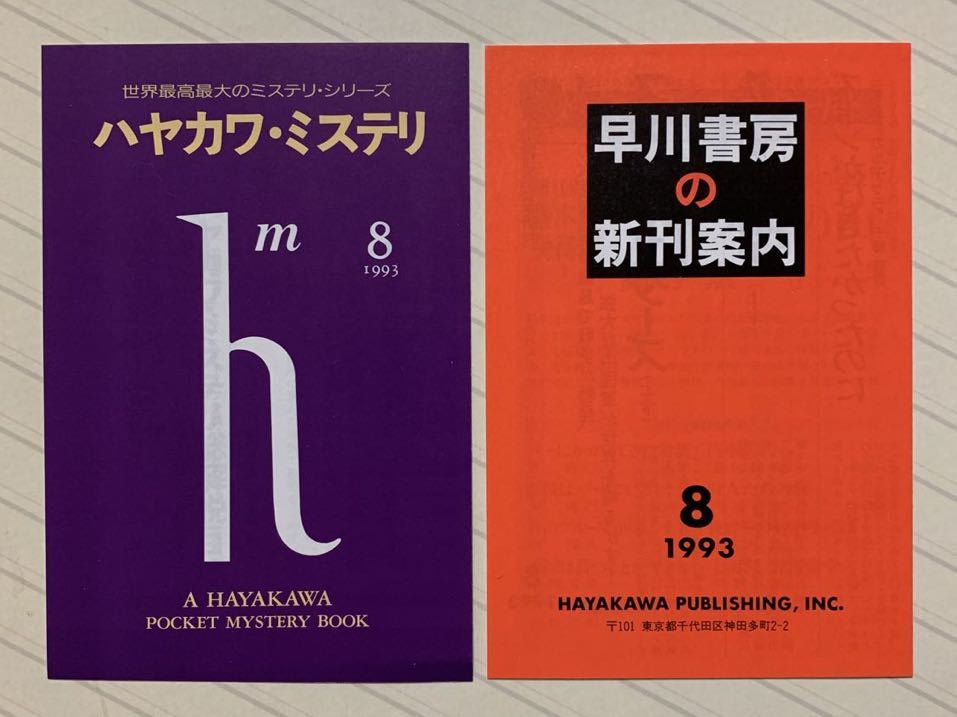 世界最高最大のミステリ・シリーズ
ハヤカワ・ミステリ
h m
8
1993
A HAYAKAWA
POCKET MYSTERY BOOK
早川書房
の
新刊案内
8
1993
HAYAKAWA PUBLISHING, INC.
〒101 東京都千代田区神田多町2-2